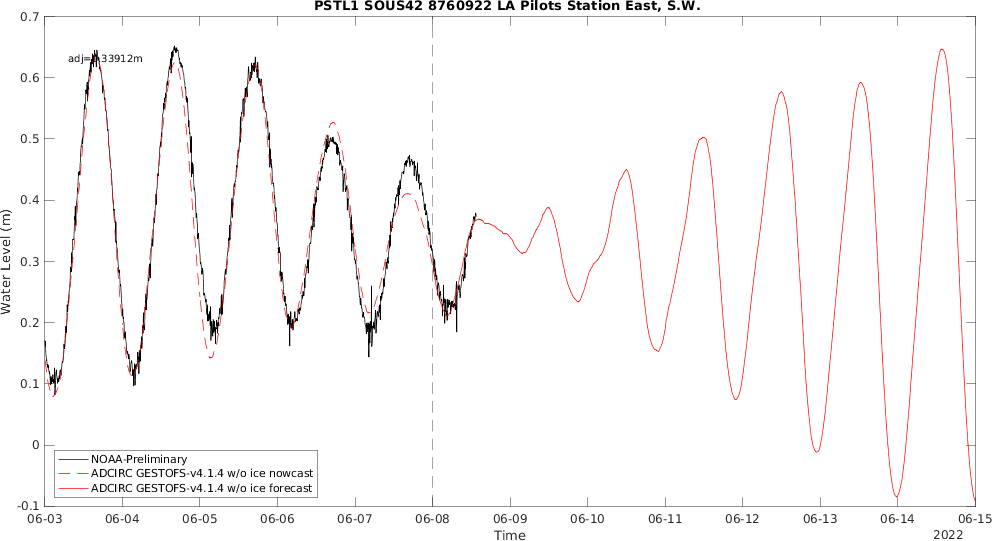 PSTL1 SOUS42 8760922 LA Pilots Station East, S.W.
0.7
0.6
0.5
0.4
0.3
0.2
0.1
0
-0.1
Water Level (m)
33912m
NOAA-Preliminary
ADCIRC GESTOFS-v4.1.4 w/o ice nowcast
ADCIRC GESTOFS-v4.1.4 w/o ice forecast
06-03 06-04 06-05 06-06 06-07 06-08 06-09 06-10 06-11 06-12 06-13 06-14 06-15
Time
2022